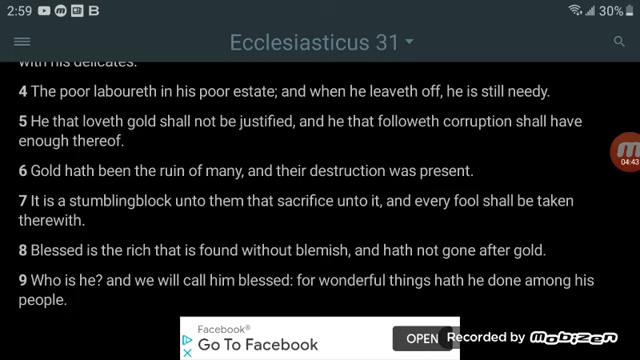 2:59 B 30%
Ecclesiasticus 31
with his delicates.
4 The poor laboureth in his poor estate; and when he leaveth off, he is still needy.
5 He that loveth gold shall not be justified, and he that followeth corruption shall have
enough thereof.
6 Gold hath been the ruin of many, and their destruction was present.
7 It is a stumblingblock unto them that sacrifice unto it, and every fool shall be taken
therewith.
8 Blessed is the rich that is found without blemish, and hath not gone after gold.
9 Who is he? and we will call him blessed: for wonderful things hath he done among his
people.
04:43
Facebook®
Go To Facebook
OPEN
Recorded by MOBIZEN